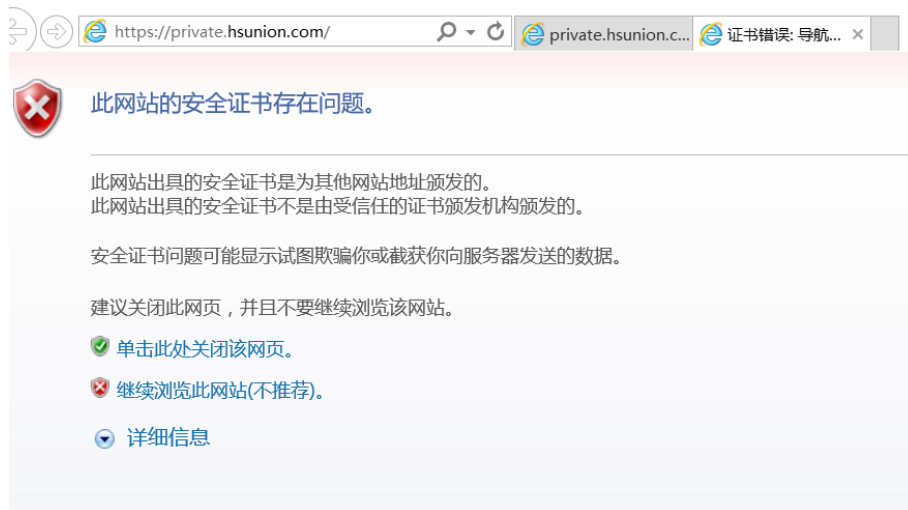 https://private.hsunion.com/
private.hsunion.c...
证书错误: 导航...
此网站的安全证书存在问题。
此网站出具的安全证书是为其他网站地址颁发的。
此网站出具的安全证书不是由受信任的证书颁发机构颁发的。
安全证书问题可能显示试图欺骗你或截获你向服务器发送的数据。
建议关闭此网页，并且不要继续浏览该网站。
单击此处关闭该网页。
继续浏览此网站(不推荐)。
详细信息